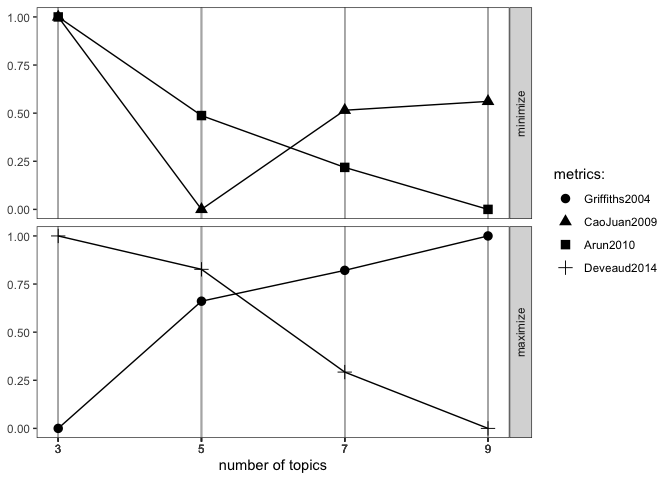 1.00
0.75
0.50
0.25
0.00
minimize
1.00
0.75
0.50
0.25
0.00
maximize
3 5 7 9
number of topics
metrics:
Griffiths2004
CaoJuan2009
Arun2010
Deveaud2014